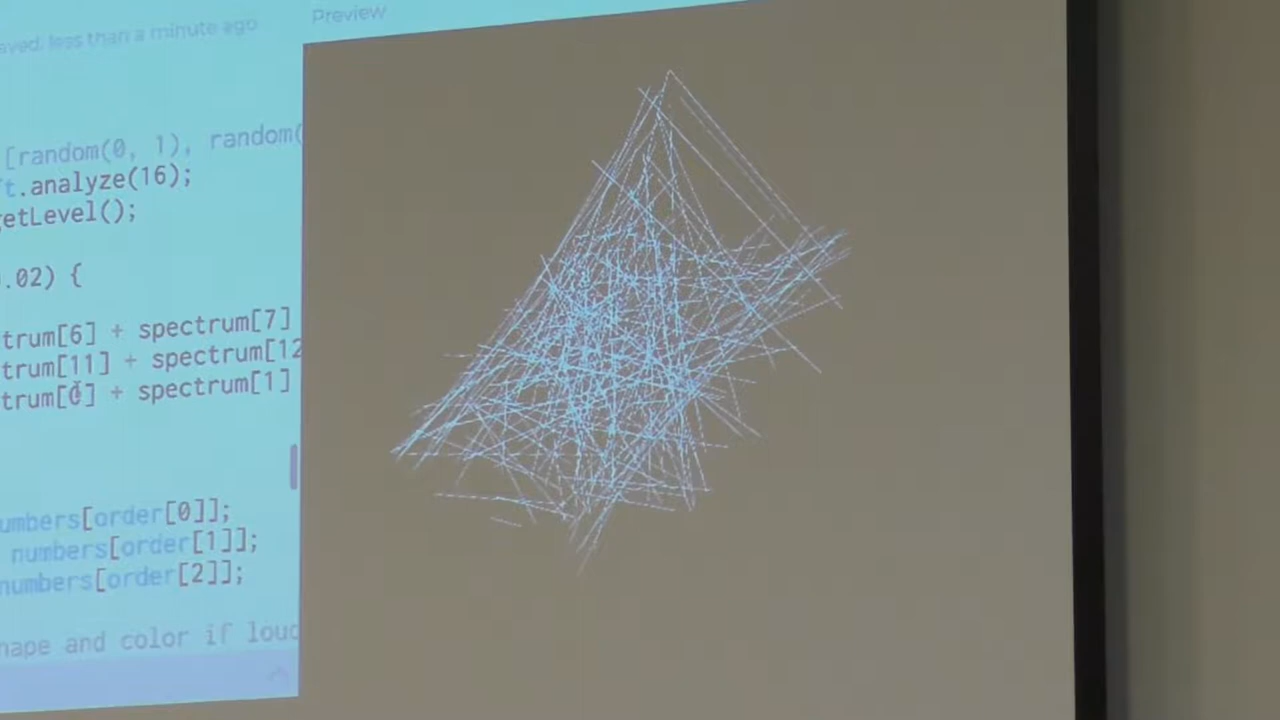 aved: less than a minute ago
Preview
[random(0, 1), random(
t.analyze(16);
getLevel();
.02) {
trum[6] + spectrum[7]
trum[11] + spectrum[12
trum[0] + spectrum[1]
umbers[order[0]];
numbers[order[1]];
numbers[order[2]];
hape and color if loud